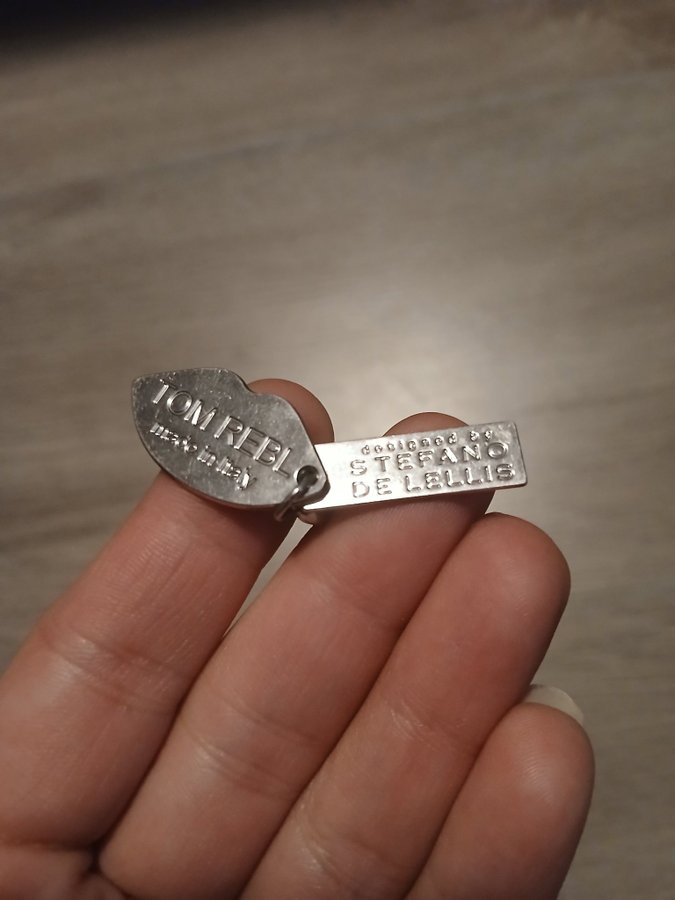 TOM REBL
made in italy
designed by
STEFANO
DE LELLIS